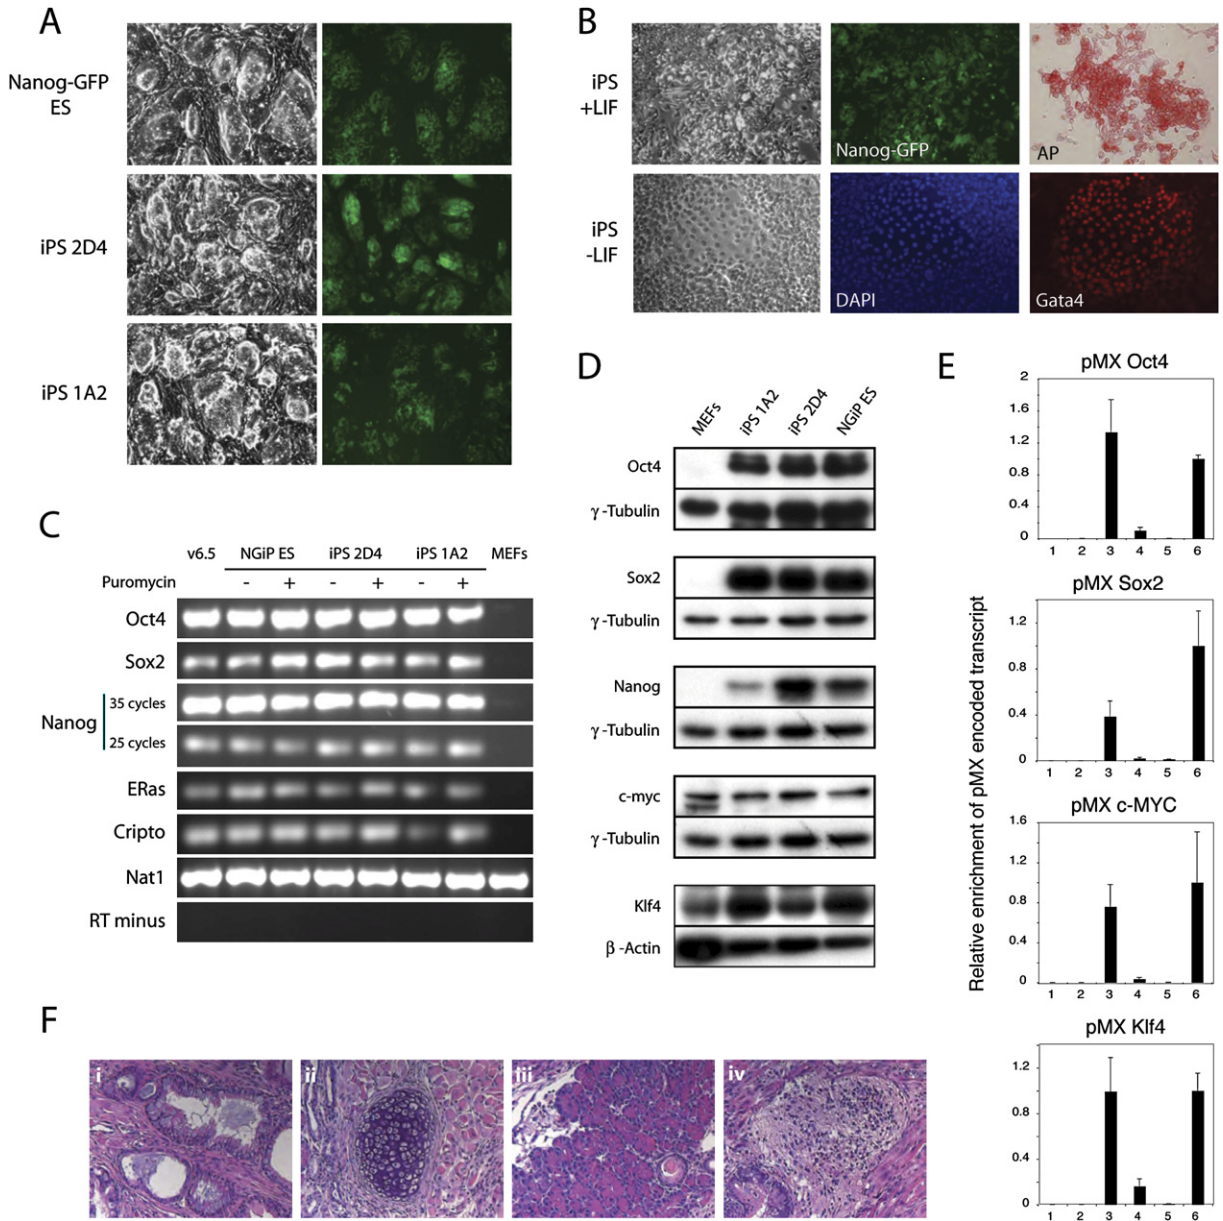 A
Nanog-GFP
ES
iPS 2D4
iPS 1A2
B
iPS
+LIF
Nanog-GFP
AP
iPS
-LIF
DAPI
Gata4
C
v6.5 NGiP ES iPS 2D4 iPS 1A2 MEFs
Puromycin - + - + - +
Oct4
Sox2
Nanog
35 cycles
25 cycles
ERas
Cripto
Nat1
RT minus
D
MEFs iPS 1A2 iPS 2D4 NGiP ES
Oct4
γ-Tubulin
Sox2
γ-Tubulin
Nanog
γ-Tubulin
c-myc
γ-Tubulin
Klf4
β-Actin
E
Relative enrichment of pMX encoded transcript
pMX Oct4
2
1.6
1.2
0.8
0.4
0
1 2 3 4 5 6
pMX Sox2
1.2
0.8
0.4
0
1 2 3 4 5 6
pMX c-MYC
1.6
1.2
0.8
0.4
0
1 2 3 4 5 6
pMX Klf4
1.2
0.8
0.4
0
1 2 3 4 5 6
F
i
ii
iii
iv